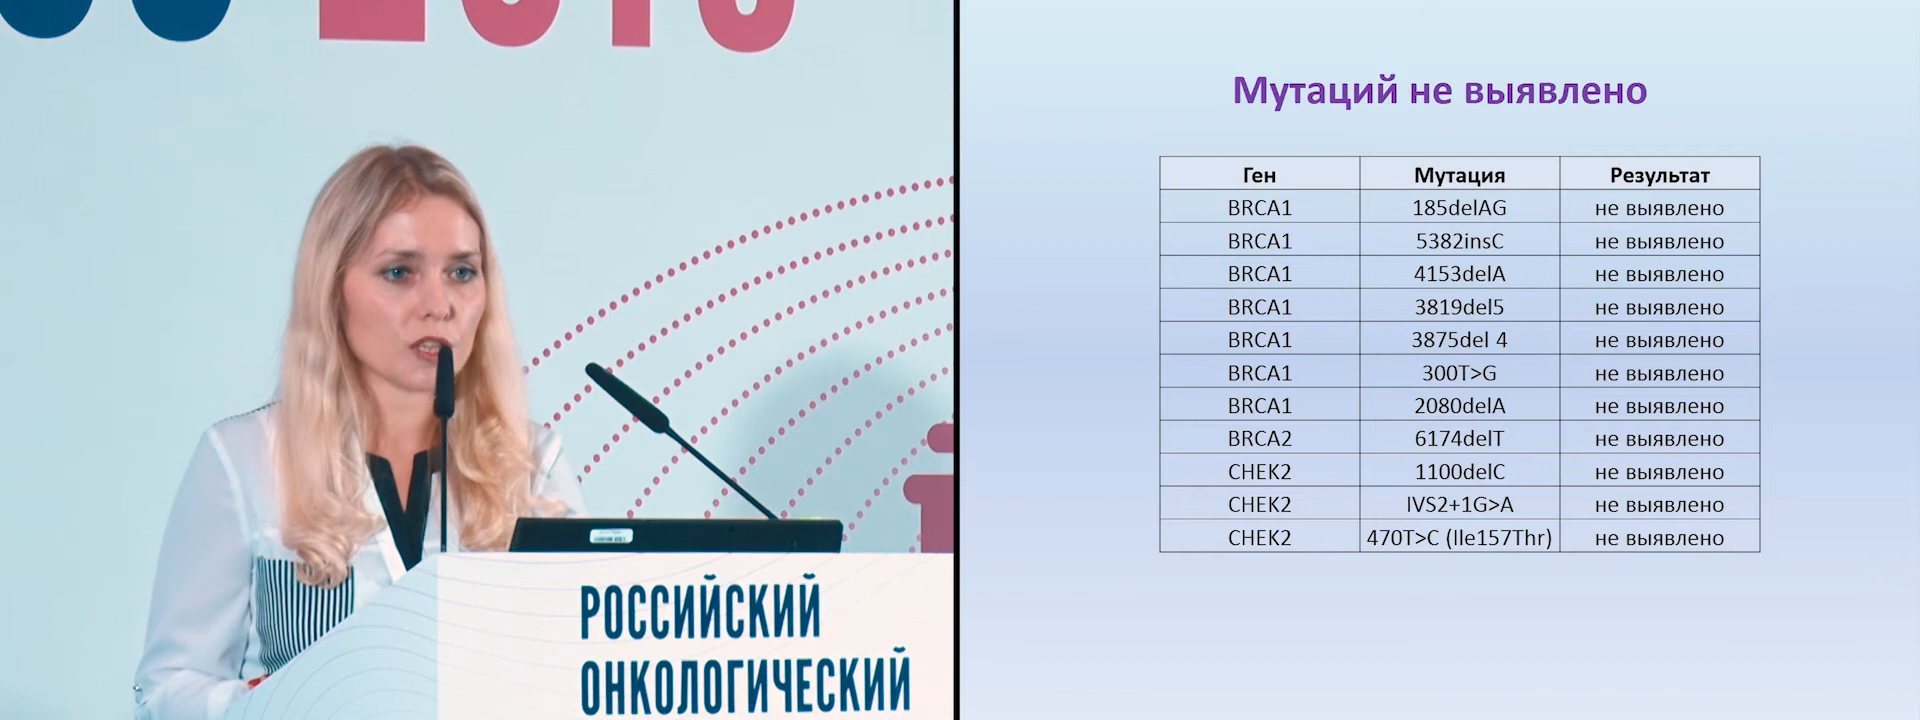 РОССИЙСКИЙ
ОНКОЛОГИЧЕСКИЙ
Мутаций не выявлено
Ген Мутация Результат
BRCA1 185delAG не выявлено
BRCA1 5382insC не выявлено
BRCA1 4153delA не выявлено
BRCA1 3819del5 не выявлено
BRCA1 3875del 4 не выявлено
BRCA1 300T>G не выявлено
BRCA1 2080delA не выявлено
BRCA2 6174delT не выявлено
CHEK2 1100delC не выявлено
CHEK2 IVS2+1G>A не выявлено
CHEK2 470T>C (Ile157Thr) не выявлено